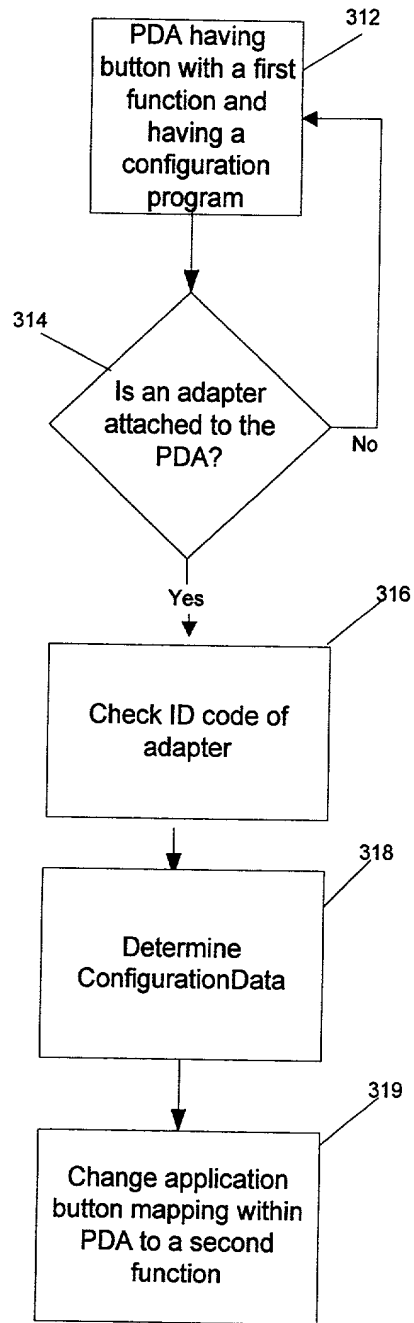 312
PDA having
button with a first
function and
having a
configuration
program
314
Is an adapter
attached to the
PDA?
No
Yes
316
Check ID code of
adapter
318
Determine
ConfigurationData
319
Change application
button mapping within
PDA to a second
function